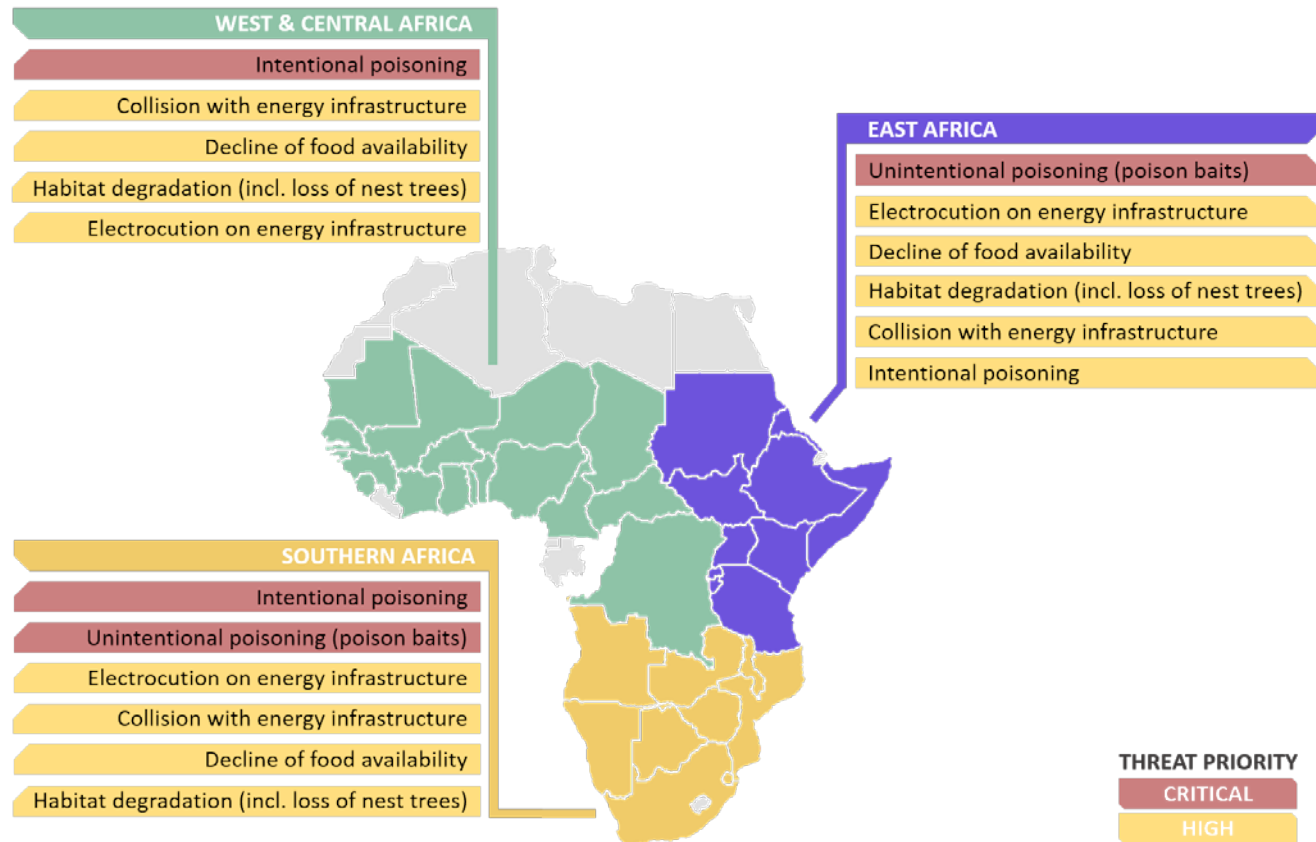 WEST & CENTRAL AFRICA
Intentional poisoning
Collision with energy infrastructure
Decline of food availability
Habitat degradation (incl. loss of nest trees)
Electrocution on energy infrastructure
EAST AFRICA
Unintentional poisoning (poison baits)
Electrocution on energy infrastructure
Decline of food availability
Habitat degradation (incl. loss of nest trees)
Collision with energy infrastructure
Intentional poisoning
SOUTHERN AFRICA
Intentional poisoning
Unintentional poisoning (poison baits)
Electrocution on energy infrastructure
Collision with energy infrastructure
Decline of food availability
Habitat degradation (incl. loss of nest trees)
THREAT PRIORITY
CRITICAL
HIGH